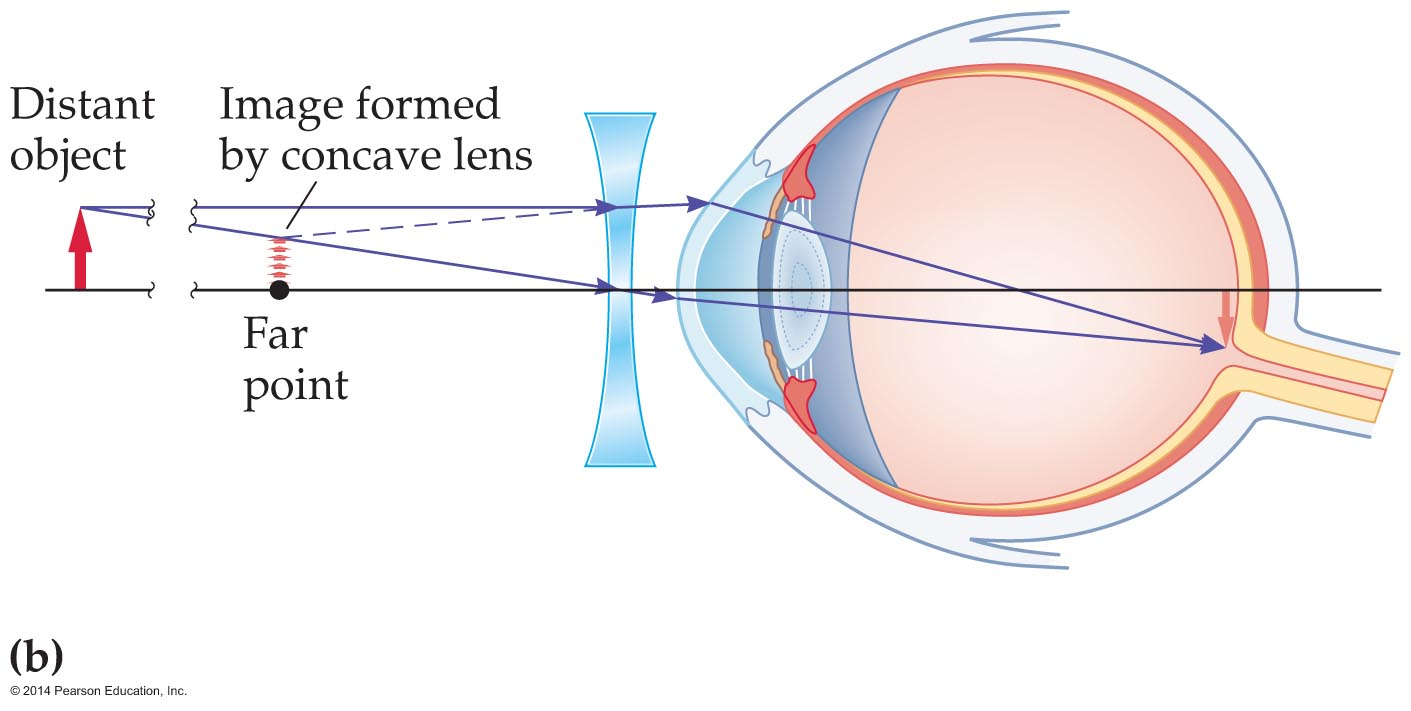 Distant
object
Image formed
by concave lens
Far
point
(b)
© 2014 Pearson Education, Inc.